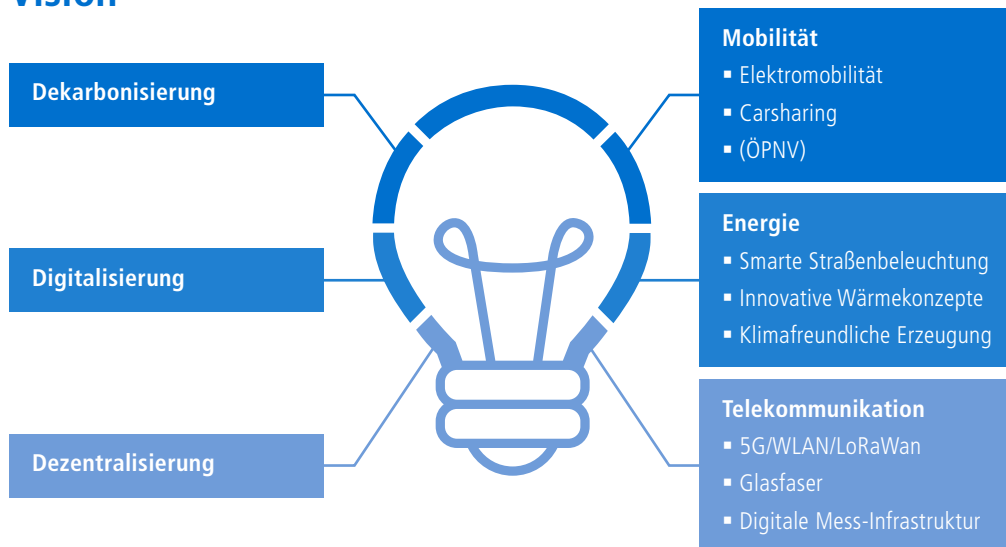 Vision
Dekarbonisierung
Digitalisierung
Dezentralisierung
Mobilität
▪ Elektromobilität
▪ Carsharing
▪ (ÖPNV)
Energie
▪ Smarte Straßenbeleuchtung
▪ Innovative Wärmekonzepte
▪ Klimafreundliche Erzeugung
Telekommunikation
▪ 5G/WLAN/LoRaWan
▪ Glasfaser
▪ Digitale Mess-Infrastruktur